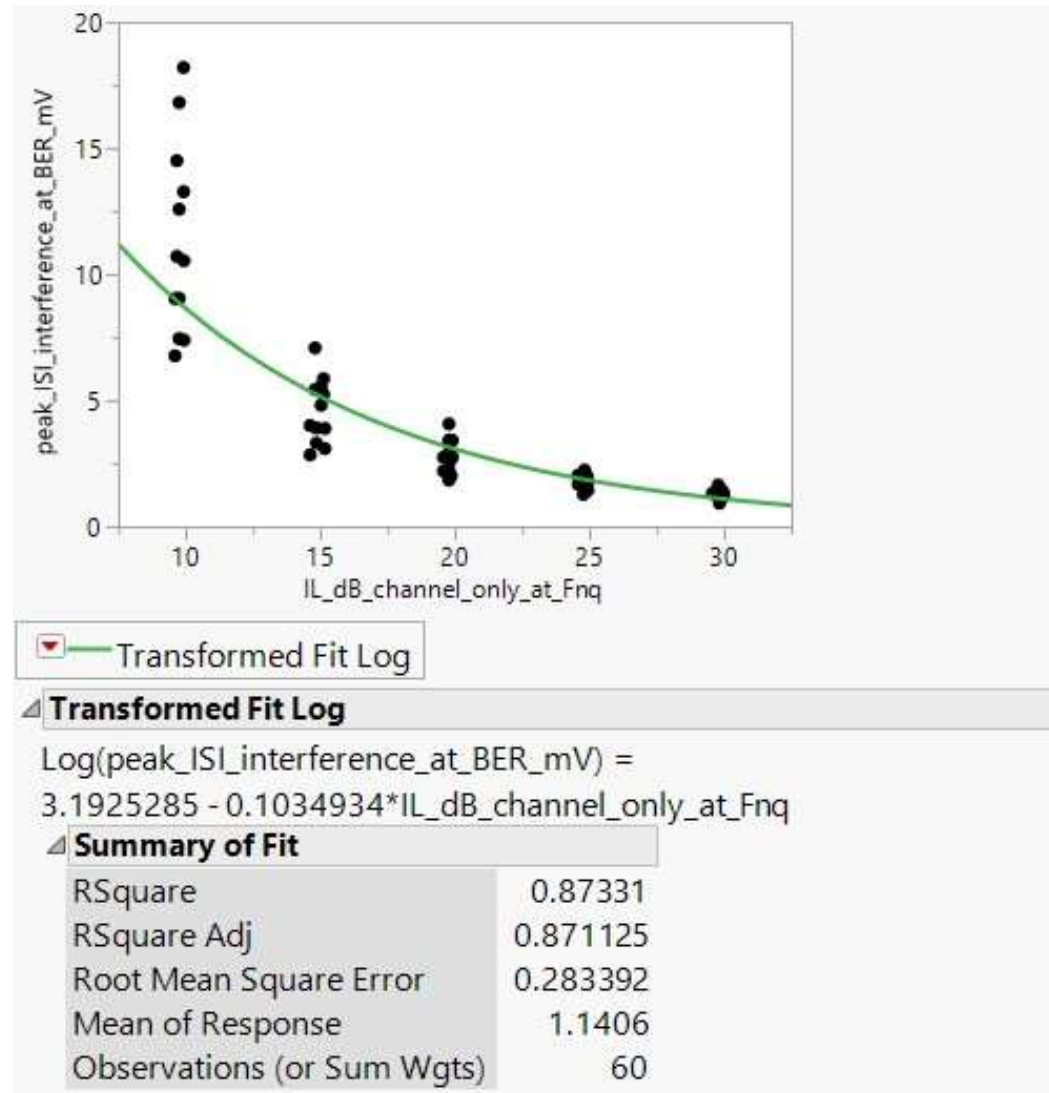 20
15
10
5
0
peak_ISI_interference_at_BER_mV
10 15 20 25 30
IL_dB_channel_only_at_Fnq
Transformed Fit Log
Transformed Fit Log
Log(peak_ISI_interference_at_BER_mV) =
3.1925285 - 0.1034934*IL_dB_channel_only_at_Fnq
Summary of Fit
RSquare 0.87331
RSquare Adj 0.871125
Root Mean Square Error 0.283392
Mean of Response 1.1406
Observations (or Sum Wgts) 60